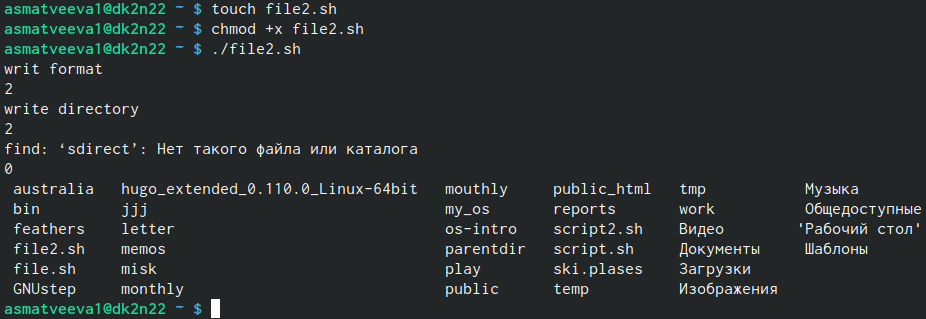 asmatveeva1@dk2n22 ~ $ touch file2.sh
asmatveeva1@dk2n22 ~ $ chmod +x file2.sh
asmatveeva1@dk2n22 ~ $ ./file2.sh
writ format
2
write directory
2
find: ‘sdirect’: Нет такого файла или каталога
0
australia hugo_extended_0.110.0_Linux-64bit mouthly public_html tmp Музыка
bin jjj my_os reports work Общедоступные
feathers letter os-intro script2.sh Видео 'Рабочий стол'
file2.sh memos parentdir script.sh Документы Шаблоны
file.sh misk play ski.plases Загрузки
GNUstep monthly public temp Изображения
asmatveeva1@dk2n22 ~ $